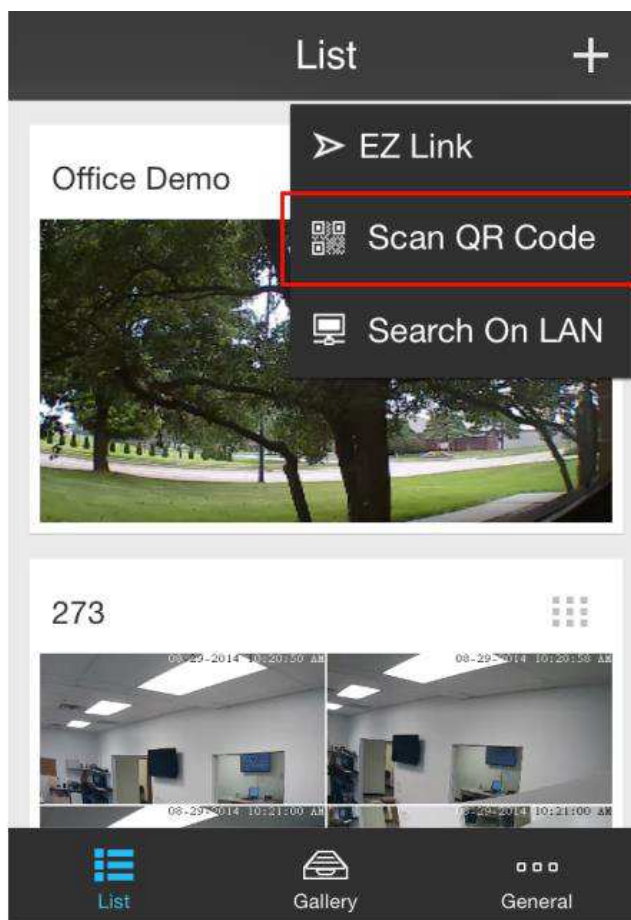 List
EZ Link
Office Demo
Scan QR Code
Search On LAN
273
08-29-2014 10:20:50 AM
08-29-2014 10:20:58 AM
08-29-2014 10:21:00 AM
08-29-2014 10:21:00 AM
List
Gallery
General